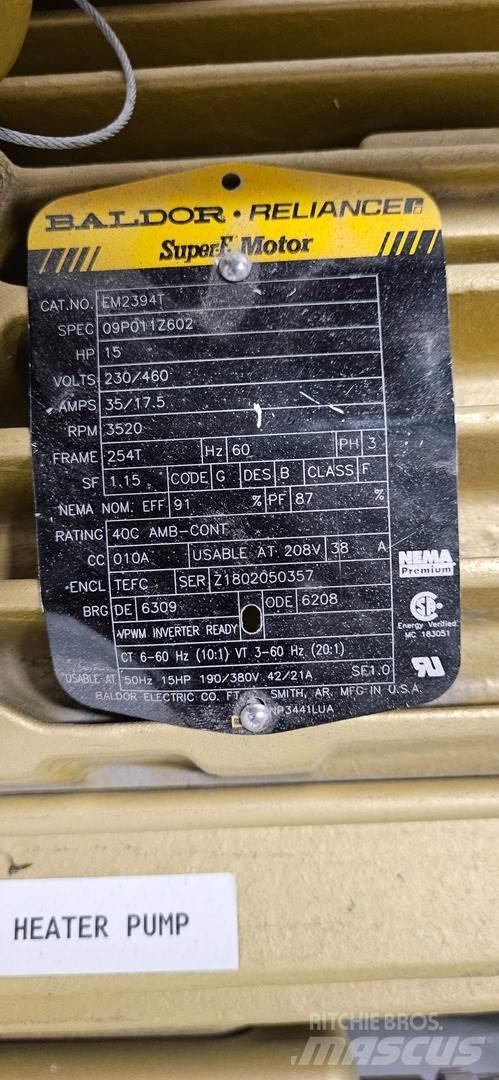 BALDOR · RELIANCE
Super-E Motor
CAT.NO. EM2394T
SPEC 09P011Z602
HP 15
VOLTS 230/460
AMPS 35/17.5
RPM 3520
FRAME 254T Hz 60 PH 3
SF 1.15 CODE G DES B CLASS F
NEMA NOM. EFF 91 % PF 87 %
RATING 40C AMB-CONT
CC 010A USABLE AT 208V 38 A
ENCL TEFC SER Z1802050357
BRG DE 6309 ODE 6208
VPWM INVERTER READY
CT 6-60 Hz (10:1) VT 3-60 Hz (20:1)
USABLE AT 50Hz 15HP 190/380V 42/21A SF1.0
BALDOR ELECTRIC CO. FT. SMITH, AR. MFG IN U.S.A.
NP3441LUA
NEMA
Premium
Energy Verified
MC 183051
HEATER PUMP
RITCHIE BROS.
MASCUS